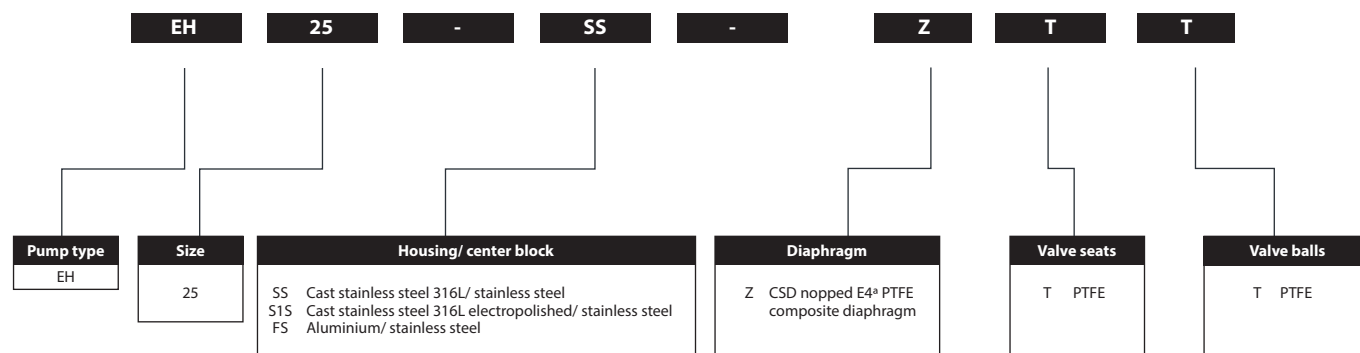 EH 25 - SS - Z T T
Pump type
EH
Size
25
Housing/ center block
SS Cast stainless steel 316L/ stainless steel
S1S Cast stainless steel 316L electropolished/ stainless steel
FS Aluminium/ stainless steel
Diaphragm
Z CSD nopped E4ª PTFE
composite diaphragm
Valve seats
T PTFE
Valve balls
T PTFE